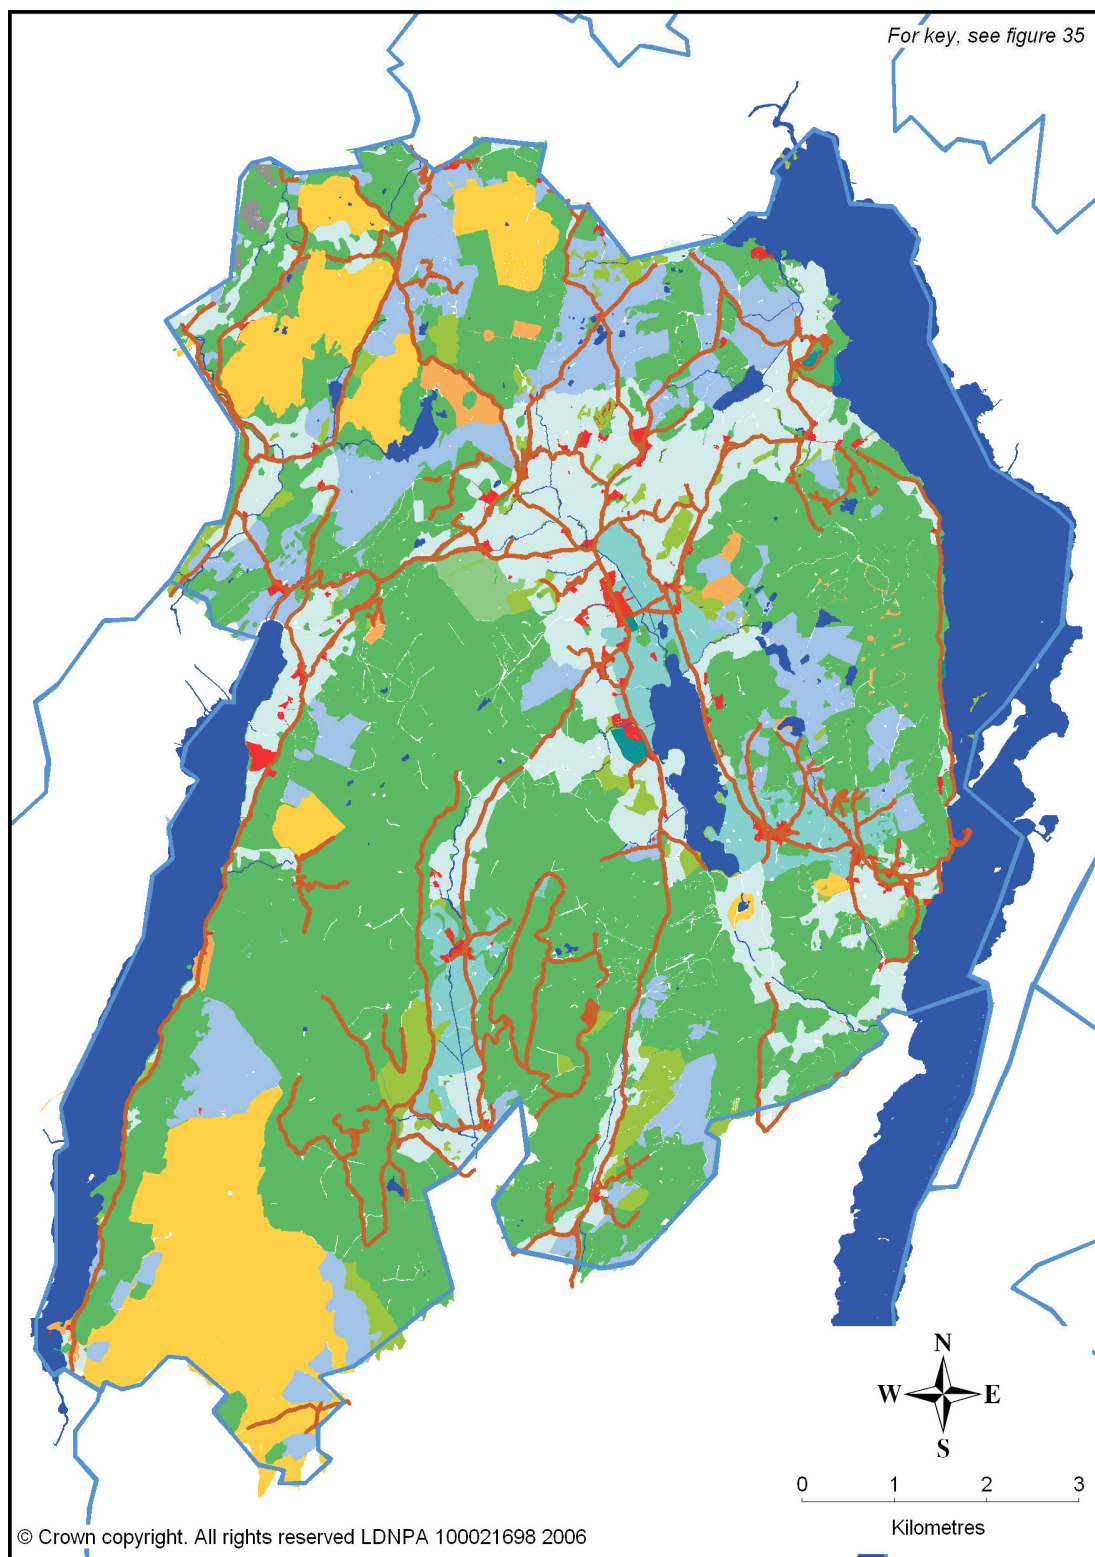 For key, see figure 35
N
W E
S
0 1 2 3
Kilometres
© Crown copyright. All rights reserved LDNPA 100021698 2006